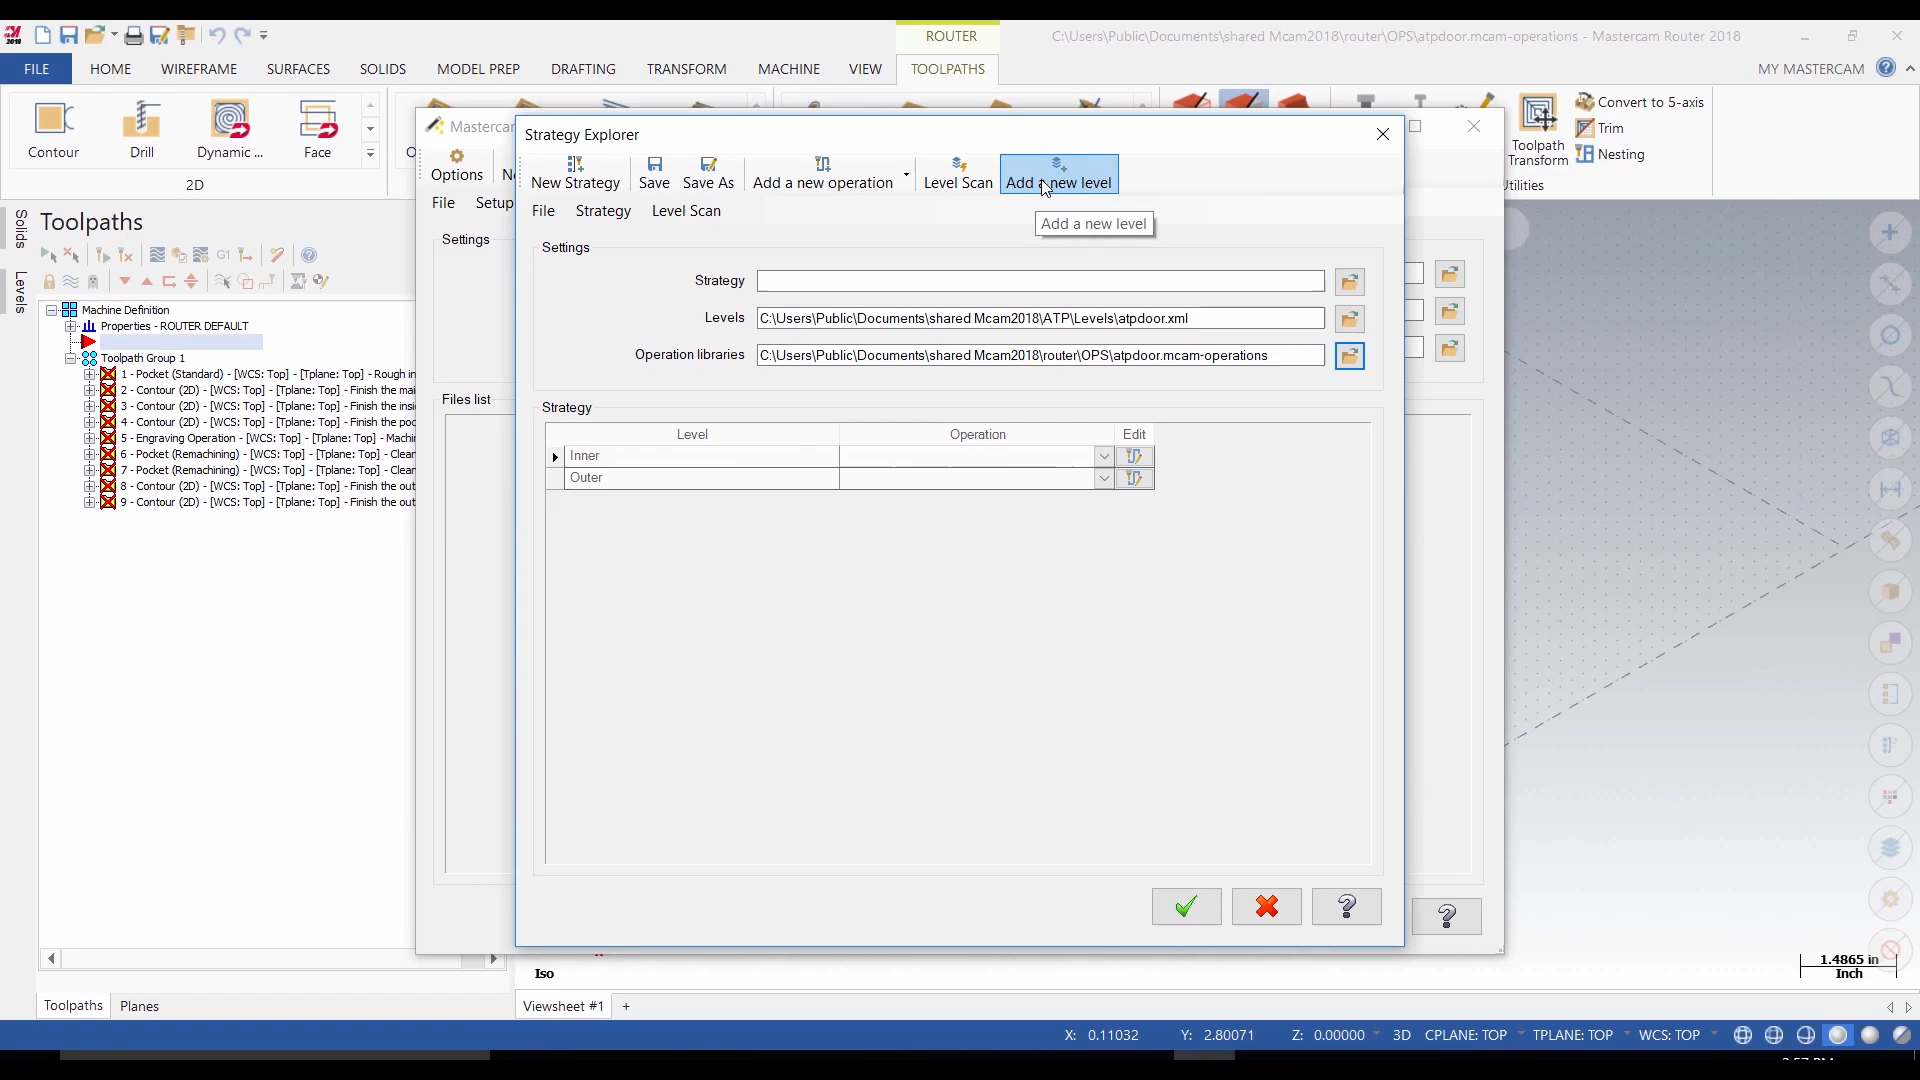 2018
ROUTER
C:\Users\Public\Documents\shared Mcam2018\router\OPS\atpdoor.mcam-operations - Mastercam Router 2018
FILE HOME WIREFRAME SURFACES SOLIDS MODEL PREP DRAFTING TRANSFORM MACHINE VIEW TOOLPATHS MY MASTERCAM
Contour Drill Dynamic ... Face
2D
Toolpath
Transform
Convert to 5-axis
Trim
Nesting
Utilities
Mastercam
Options
File Setup
Settings
Files list
Solids
Levels
Toolpaths
G1
Machine Definition
Properties - ROUTER DEFAULT
Toolpath Group 1
1 - Pocket (Standard) - [WCS: Top] - [Tplane: Top] - Rough in
2 - Contour (2D) - [WCS: Top] - [Tplane: Top] - Finish the mai
3 - Contour (2D) - [WCS: Top] - [Tplane: Top] - Finish the insi
4 - Contour (2D) - [WCS: Top] - [Tplane: Top] - Finish the poc
5 - Engraving Operation - [WCS: Top] - [Tplane: Top] - Machi
6 - Pocket (Remachining) - [WCS: Top] - [Tplane: Top] - Clear
7 - Pocket (Remachining) - [WCS: Top] - [Tplane: Top] - Clear
8 - Contour (2D) - [WCS: Top] - [Tplane: Top] - Finish the out
9 - Contour (2D) - [WCS: Top] - [Tplane: Top] - Finish the out
Strategy Explorer
New Strategy Save Save As Add a new operation Level Scan Add a new level
File Strategy Level Scan
Add a new level
Settings
Strategy
Levels C:\Users\Public\Documents\shared Mcam2018\ATP\Levels\atpdoor.xml
Operation libraries C:\Users\Public\Documents\shared Mcam2018\router\OPS\atpdoor.mcam-operations
Strategy
Level Operation Edit
Inner
Outer
Iso
1.4865 in
Inch
Toolpaths Planes
Viewsheet #1 +
X: 0.11032 Y: 2.80071 Z: 0.00000 3D CPLANE: TOP TPLANE: TOP WCS: TOP